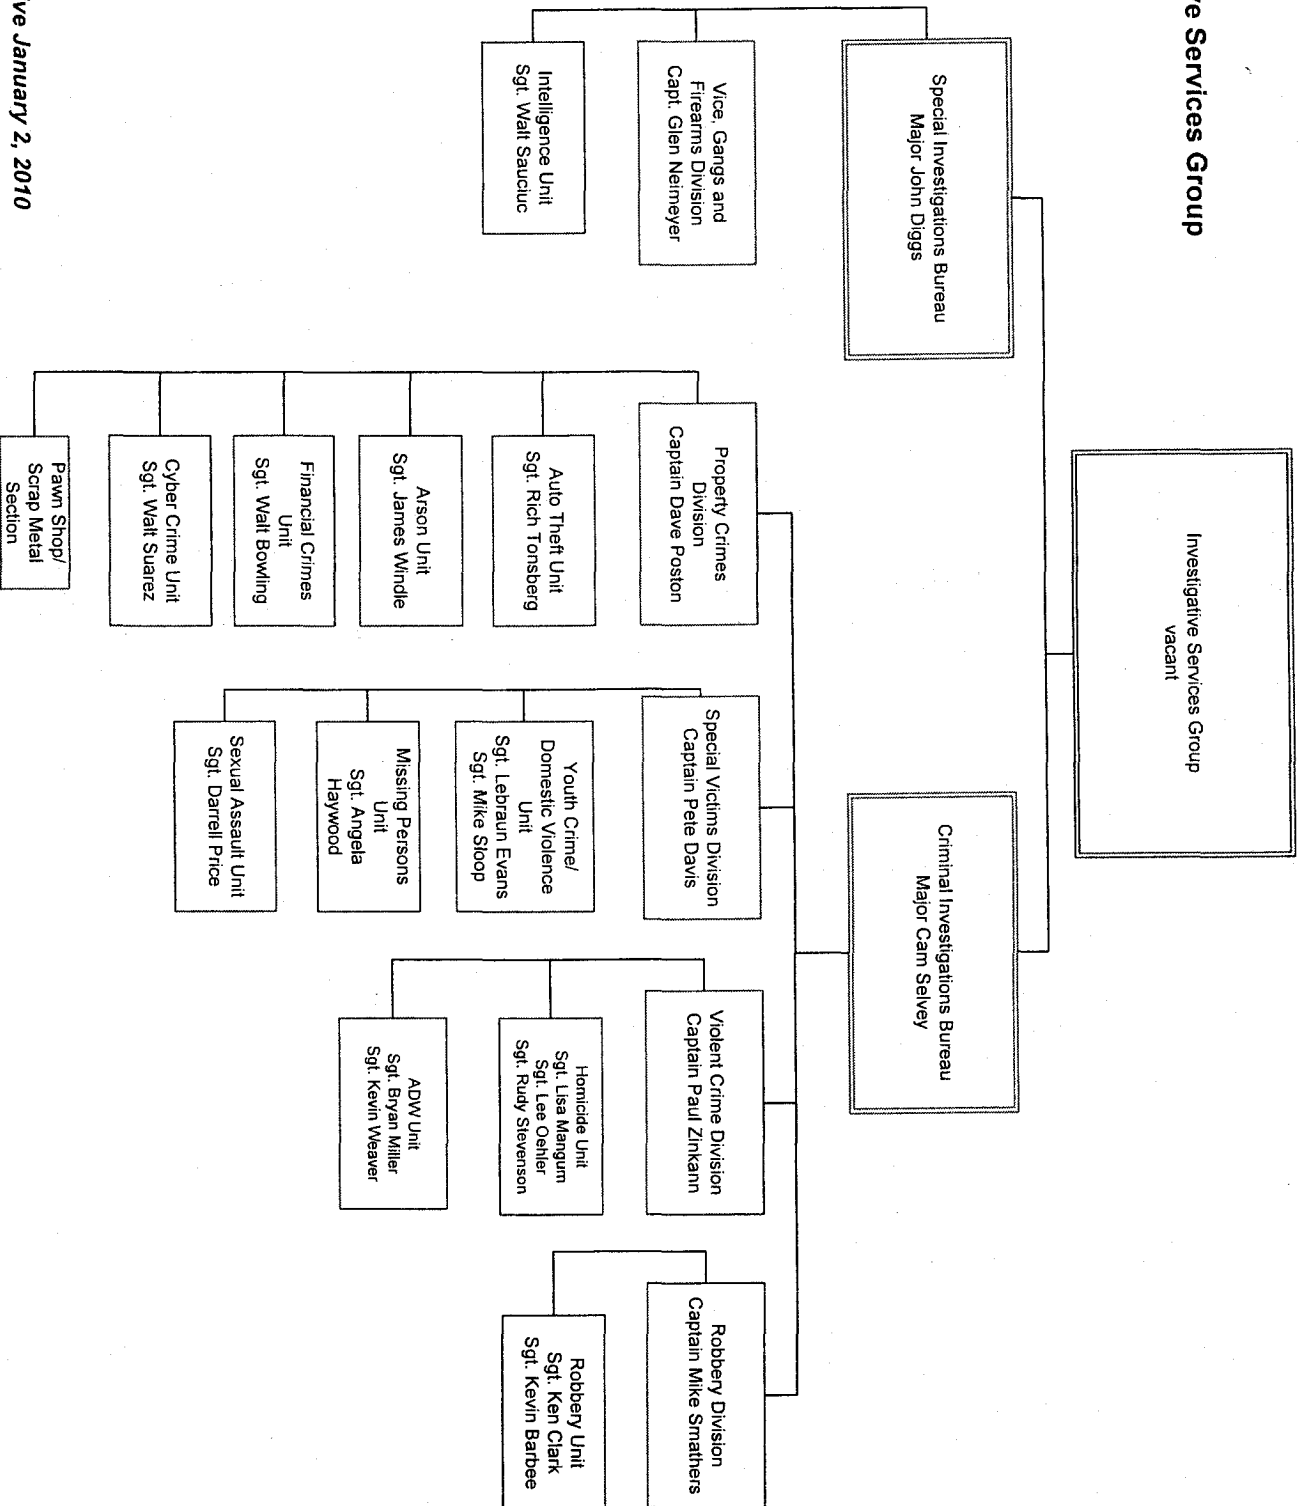 e Services Group
Investigative Services Group
vacant
Special Investigations Bureau
Major John Diggs
Criminal Investigations Bureau
Major Cam Selvey
Vice, Gangs and
Firearms Division
Capt. Glen Neimeyer
Intelligence Unit
Sgt. Walt Sauciuc
Property Crimes
Division
Captain Dave Poston
Auto Theft Unit
Sgt. Rich Tonsberg
Arson Unit
Sgt. James Windle
Financial Crimes
Unit
Sgt. Walt Bowling
Cyber Crime Unit
Sgt. Walt Suarez
Pawn Shop/
Scrap Metal
Section
Special Victims Division
Captain Pete Davis
Youth Crime/
Domestic Violence
Unit
Sgt. Lebraun Evans
Sgt. Mike Sloop
Missing Persons
Unit
Sgt. Angela
Haywood
Sexual Assault Unit
Sgt. Darrell Price
Violent Crime Division
Captain Paul Zinkann
Homicide Unit
Sgt. Lisa Mangum
Sgt. Lee Oehler
Sgt. Rudy Stevenson
ADW Unit
Sgt. Bryan Miller
Sgt. Kevin Weaver
Robbery Division
Captain Mike Smathers
Robbery Unit
Sgt. Ken Clark
Sgt. Kevin Barbee
ve January 2, 2010